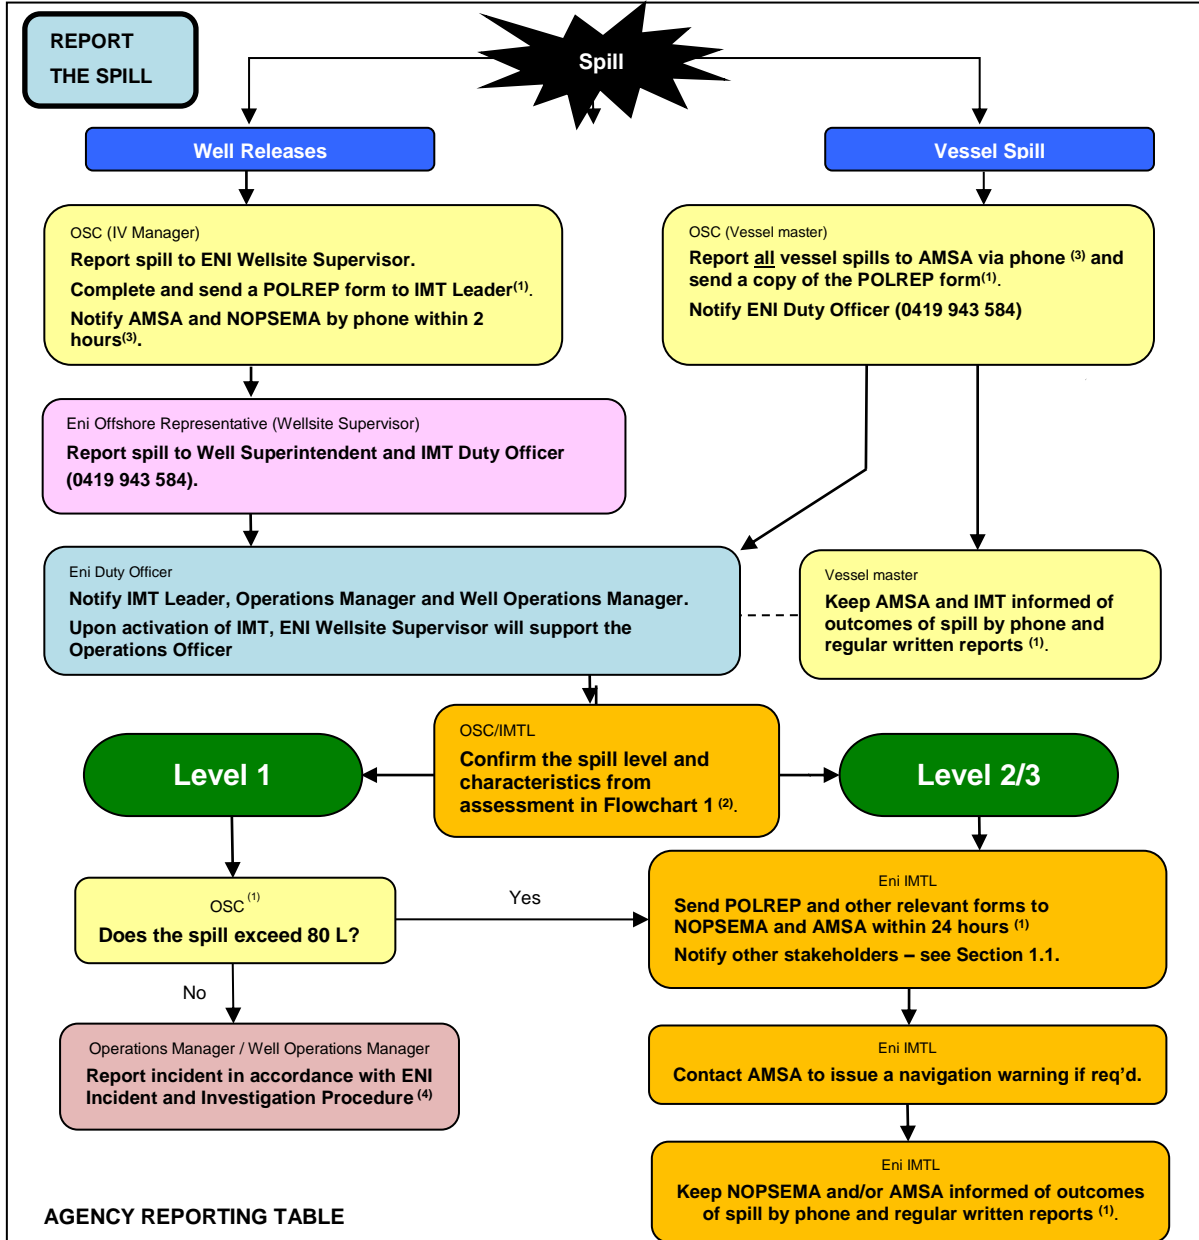 REPORT
THE SPILL
Spill
Well Releases
Vessel Spill
OSC (IV Manager)
Report spill to ENI Wellsite Supervisor.
Complete and send a POLREP form to IMT Leader(1).
Notify AMSA and NOPSEMA by phone within 2
hours(3).
OSC (Vessel master)
Report all vessel spills to AMSA via phone (3) and
send a copy of the POLREP form(1).
Notify ENI Duty Officer (0419 943 584)
Eni Offshore Representative (Wellsite Supervisor)
Report spill to Well Superintendent and IMT Duty Officer
(0419 943 584).
Eni Duty Officer
Notify IMT Leader, Operations Manager and Well Operations Manager.
Upon activation of IMT, ENI Wellsite Supervisor will support the
Operations Officer
Vessel master
Keep AMSA and IMT informed of
outcomes of spill by phone and
regular written reports (1).
OSC/IMTL
Confirm the spill level and
characteristics from
assessment in Flowchart 1 (2).
Level 1
Level 2/3
OSC (1)
Does the spill exceed 80 L?
Yes
No
Eni IMTL
Send POLREP and other relevant forms to
NOPSEMA and AMSA within 24 hours (1)
Notify other stakeholders – see Section 1.1.
Operations Manager / Well Operations Manager
Report incident in accordance with ENI
Incident and Investigation Procedure (4)
Eni IMTL
Contact AMSA to issue a navigation warning if req'd.
Eni IMTL
Keep NOPSEMA and/or AMSA informed of outcomes
of spill by phone and regular written reports (1).
AGENCY REPORTING TABLE